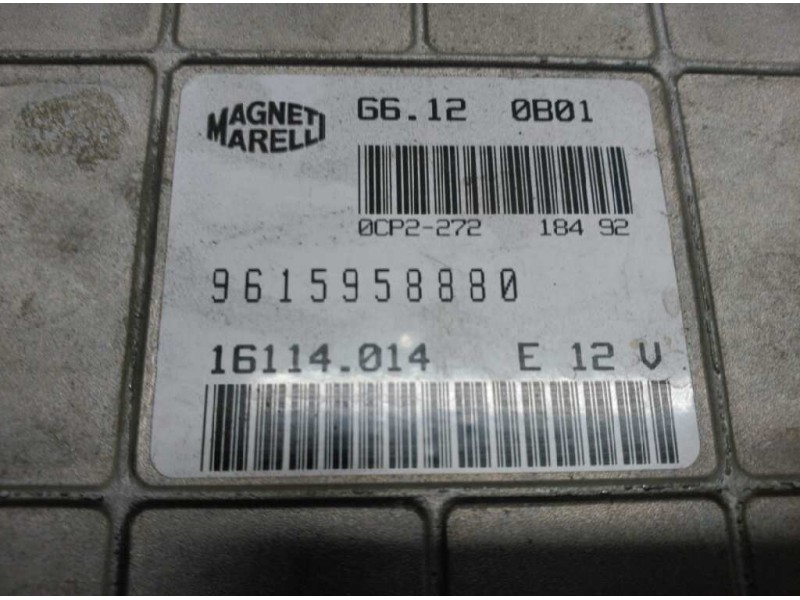 MAGNETI
MARELLI
G6.12 0B01
0CP2-272 184 92
9615958880
16114.014 E 12 V